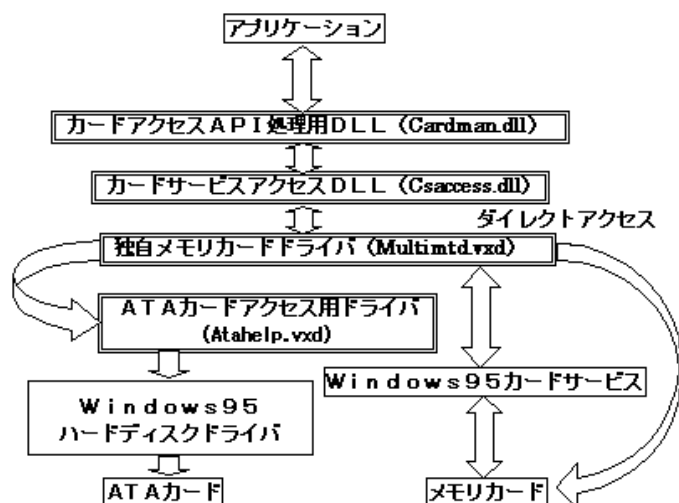 アプリケーション
カードアクセスＡＰＩ処理用ＤＬＬ（Cardman.dll）
カードサービスアクセスＤＬＬ（Csaccess.dll）
ダイレクトアクセス
独自メモリカードドライバ（Multimtd.vxd）
ＡＴＡカードアクセス用ドライバ
（Atahelp.vxd）
Ｗｉｎｄｏｗｓ９５カードサービス
Ｗｉｎｄｏｗｓ９５
ハードディスクドライバ
ＡＴＡカード
メモリカード